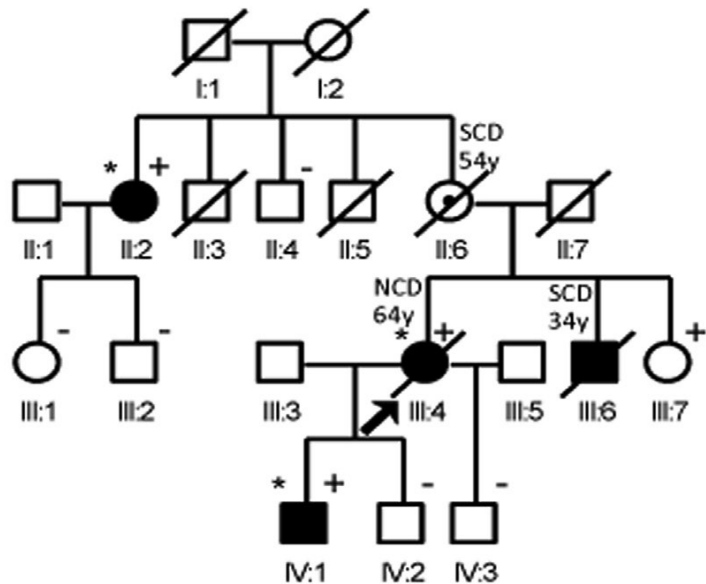 I:1 I:2
SCD
54y
* + -
II:1 II:2 II:3 II:4 II:5 II:6 II:7
NCD SCD
64y 34y
- - * + +
III:1 III:2 III:3 III:4 III:5 III:6 III:7
* + - -
IV:1 IV:2 IV:3